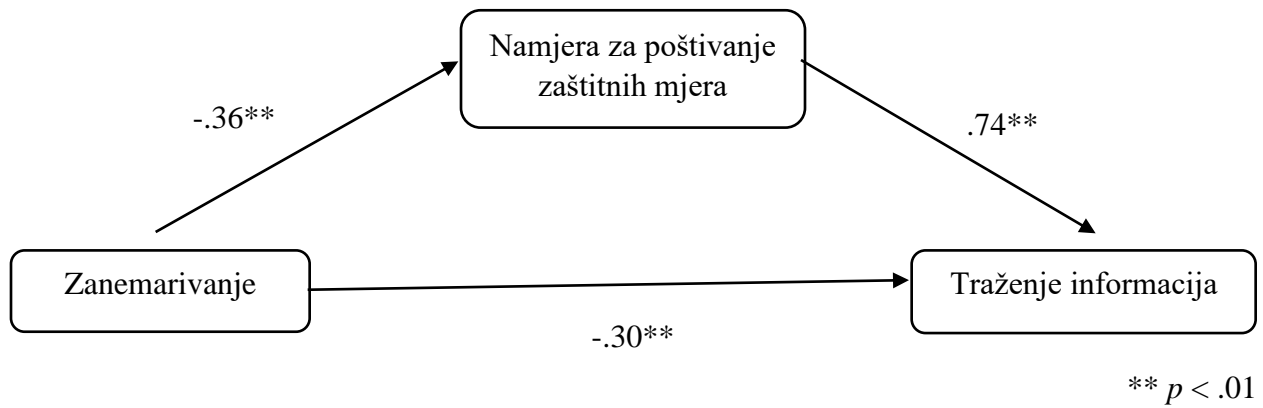 Namjera za poštivanje
zaštitnih mjera
-.36**
.74**
Zanemarivanje
Traženje informacija
-.30**
** p < .01